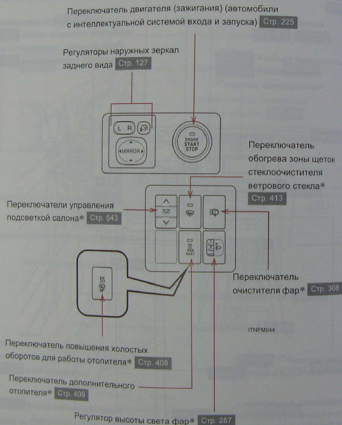 Переключатель двигателя (зажигания) (автомобили
с интеллектуальной системой входа и запуска) Стр. 225
Регуляторы наружных зеркал
заднего вида Стр. 127
L R
MIRROR
ENGINE
START
STOP
Переключатель
обогрева зоны щеток
стеклоочистителя
ветрового стекла*
Стр. 413
Переключатели управления
подсветкой салона* Стр. 543
Переключатель
очистителя фар* Стр. 308
ITNPM044
Переключатель повышения холостых
оборотов для работы отопителя* Стр. 408
Переключатель дополнительного
отопителя* Стр. 409
Регулятор высоты света фар* Стр. 287